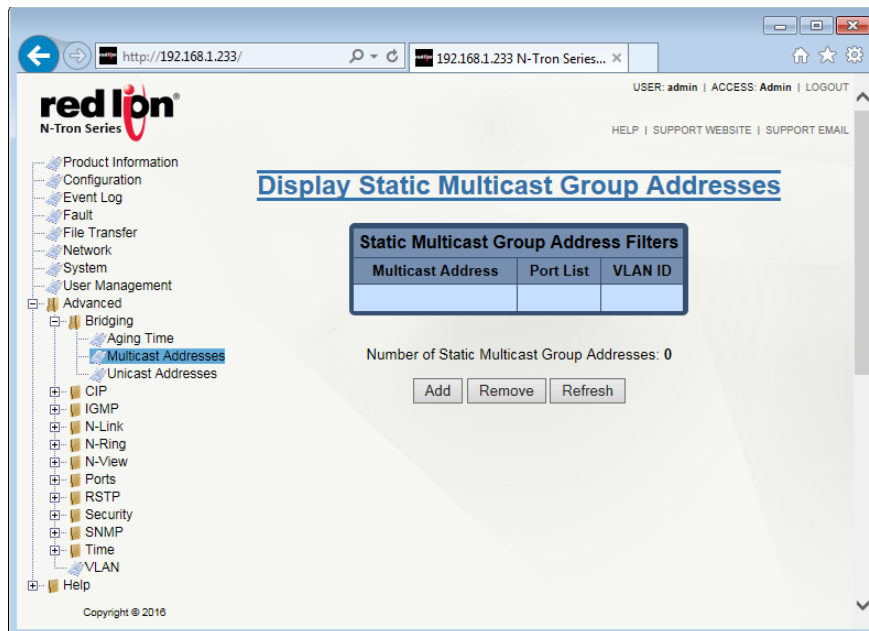 http://192.168.1.233/
192.168.1.233 N-Tron Series...
USER: admin | ACCESS: Admin | LOGOUT
red lion®
N-Tron Series
HELP | SUPPORT WEBSITE | SUPPORT EMAIL
Product Information
Configuration
Event Log
Fault
File Transfer
Network
System
User Management
Advanced
Bridging
Aging Time
Multicast Addresses
Unicast Addresses
CIP
IGMP
N-Link
N-Ring
N-View
Ports
RSTP
Security
SNMP
Time
VLAN
Help
Copyright © 2016
Display Static Multicast Group Addresses
Static Multicast Group Address Filters
Multicast Address Port List VLAN ID
Number of Static Multicast Group Addresses: 0
Add Remove Refresh